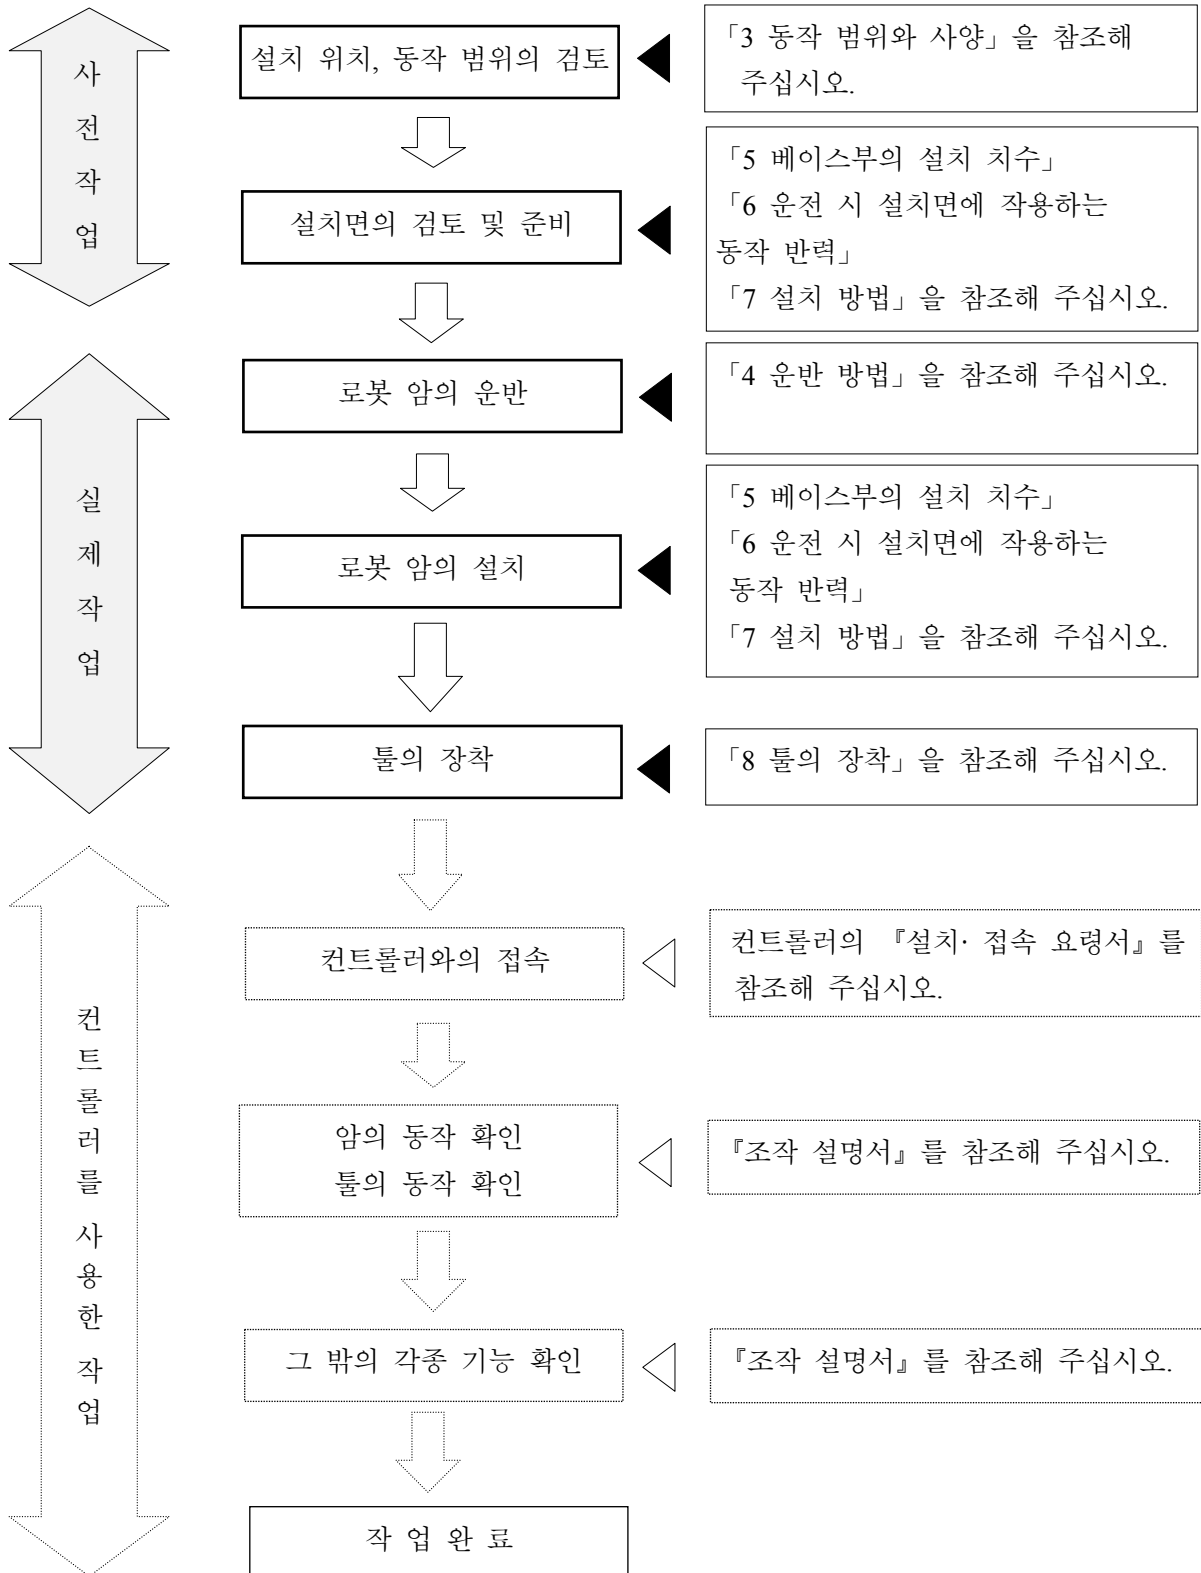 사전작업
설치 위치, 동작 범위의 검토
「3 동작 범위와 사양」을 참조해
주십시오.
설치면의 검토 및 준비
「5 베이스부의 설치 치수」
「6 운전 시 설치면에 작용하는
동작 반력」
「7 설치 방법」을 참조해 주십시오.
실제작업
로봇 암의 운반
「4 운반 방법」을 참조해 주십시오.
로봇 암의 설치
「5 베이스부의 설치 치수」
「6 운전 시 설치면에 작용하는
동작 반력」
「7 설치 방법」을 참조해 주십시오.
툴의 장착
「8 툴의 장착」을 참조해 주십시오.
컨트롤러를 사용한 작업
컨트롤러와의 접속
컨트롤러의 『설치· 접속 요령서』를
참조해 주십시오.
암의 동작 확인
툴의 동작 확인
『조작 설명서』를 참조해 주십시오.
그 밖의 각종 기능 확인
『조작 설명서』를 참조해 주십시오.
작 업 완 료